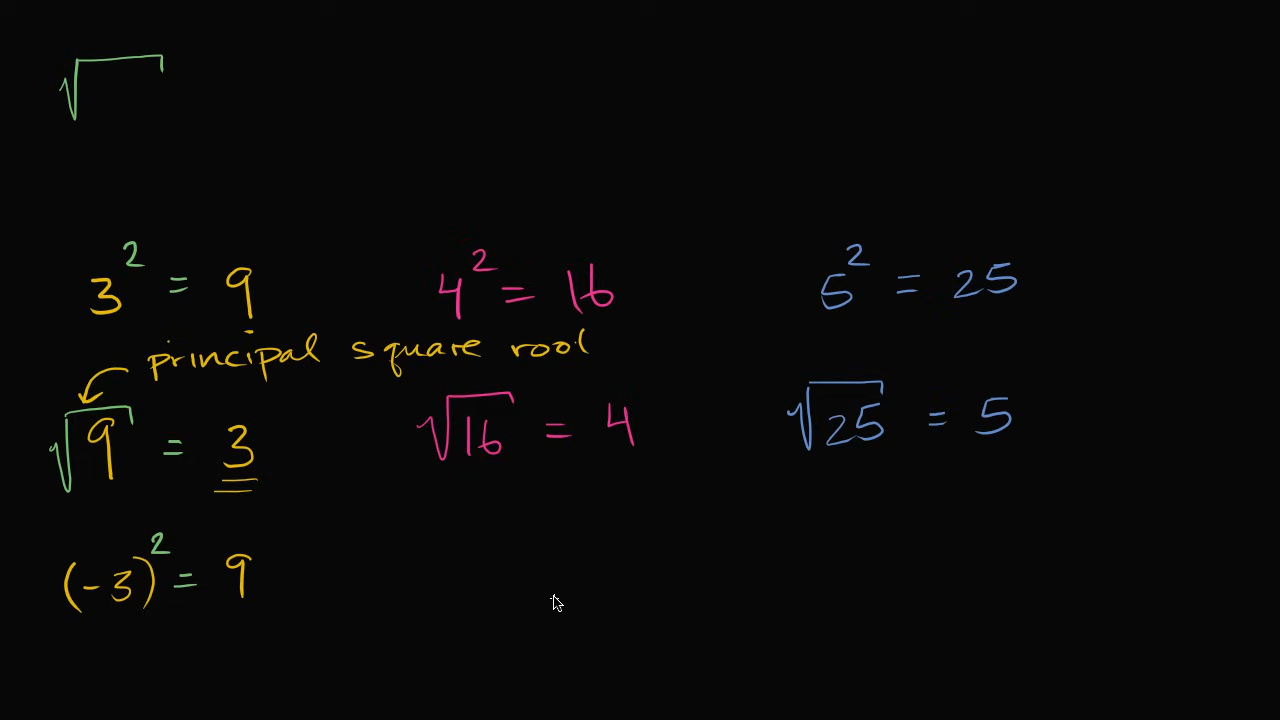 √
3² = 9 4² = 16 5² = 25
principal square root
√9 = 3 √16 = 4 √25 = 5
(-3)² = 9